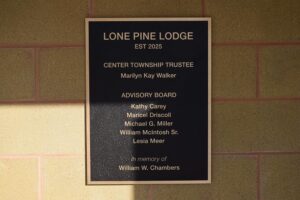 LONE PINE LODGE
EST 2025
CENTER TOWNSHIP TRUSTEE
Marilyn Kay Walker
ADVISORY BOARD
Kathy Carey
Maricel Driscoll
Michael G. Miller
William Mcintosh Sr.
Lesia Meer
In memory of
William W. Chambers